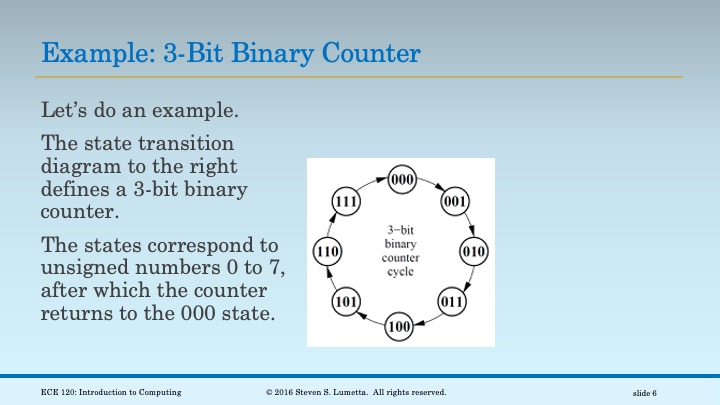 Example: 3-Bit Binary Counter
Let's do an example.
The state transition
diagram to the right
defines a 3-bit binary
counter.
The states correspond to
unsigned numbers 0 to 7,
after which the counter
returns to the 000 state.
000
001
010
011
100
101
110
111
3−bit
binary
counter
cycle
ECE 120: Introduction to Computing
© 2016 Steven S. Lumetta. All rights reserved.
slide 6